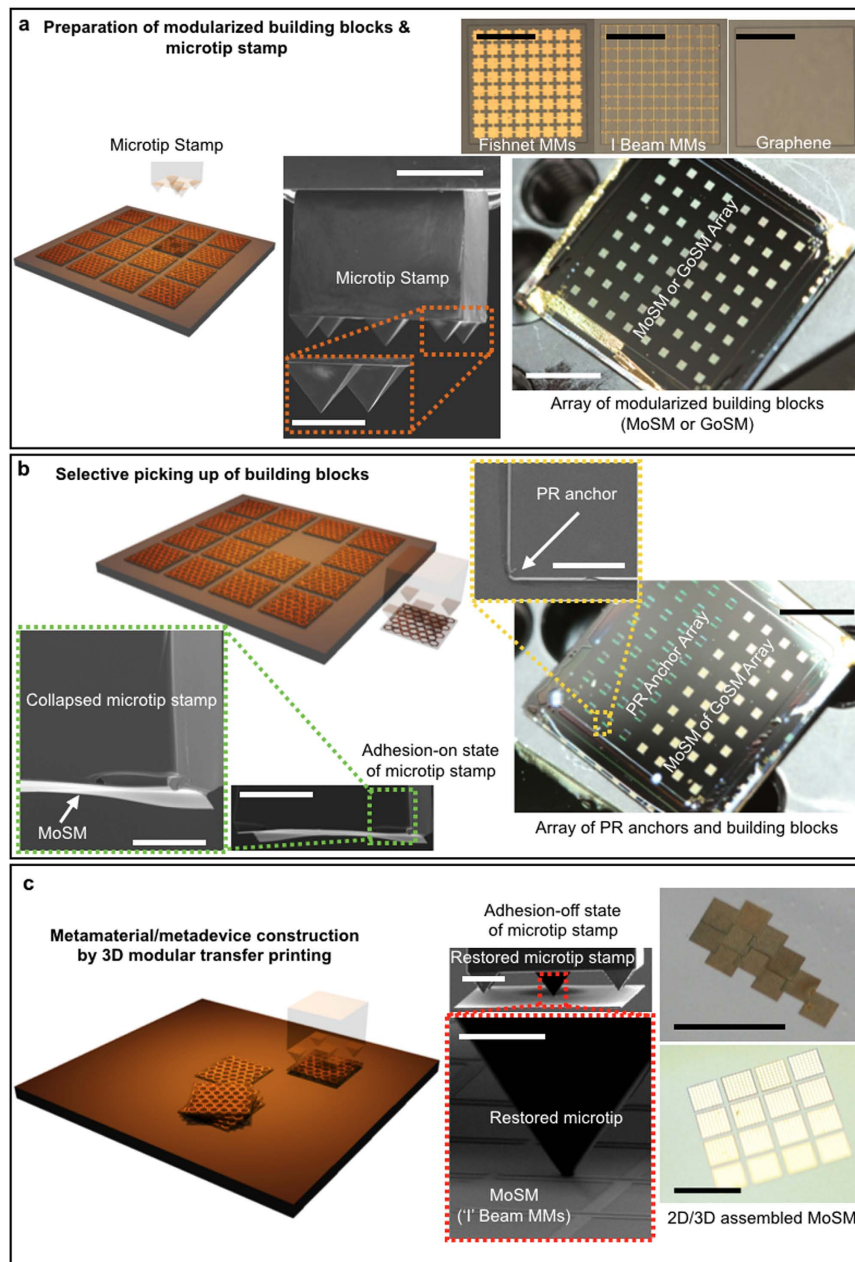 a
Preparation of modularized building blocks &
microtip stamp
Fishnet MMs
I Beam MMs
Graphene
Microtip Stamp
Microtip Stamp
MoSM or GoSM Array
Array of modularized building blocks
(MoSM or GoSM)
b
Selective picking up of building blocks
PR anchor
PR Anchor Array
MoSM of GoSM Array
Collapsed microtip stamp
MoSM
Adhesion-on state
of microtip stamp
Array of PR anchors and building blocks
c
Metamaterial/metadevice construction
by 3D modular transfer printing
Adhesion-off state
of microtip stamp
Restored microtip stamp
Restored microtip
MoSM
('I' Beam MMs)
2D/3D assembled MoSM